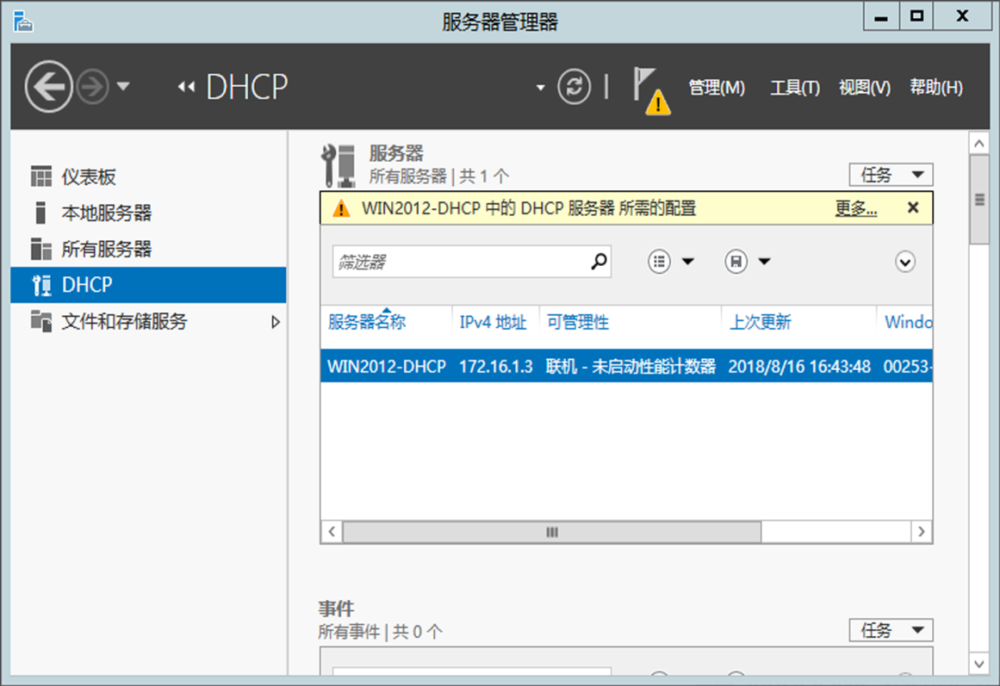 服务器管理器
DHCP
管理(M) 工具(T) 视图(V) 帮助(H)
仪表板
本地服务器
所有服务器
DHCP
文件和存储服务
服务器
所有服务器 | 共 1 个
任务
WIN2012-DHCP 中的 DHCP 服务器 所需的配置 更多...
筛选器
服务器名称 IPv4 地址 可管理性 上次更新 Windo
WIN2012-DHCP 172.16.1.3 联机 - 未启动性能计数器 2018/8/16 16:43:48 00253-
事件
所有事件 | 共 0 个
任务